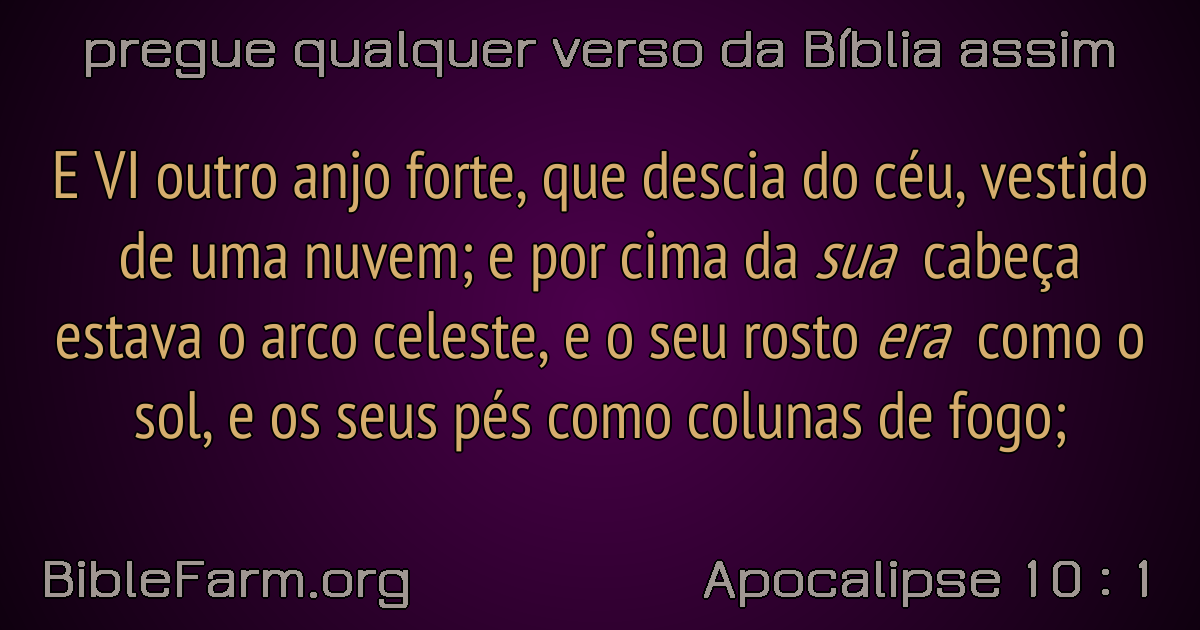 pregue qualquer verso da Bíblia assim
E VI outro anjo forte, que descia do céu, vestido
de uma nuvem; e por cima da sua cabeça
estava o arco celeste, e o seu rosto era como o
sol, e os seus pés como colunas de fogo;
BibleFarm.org
Apocalipse 10 : 1